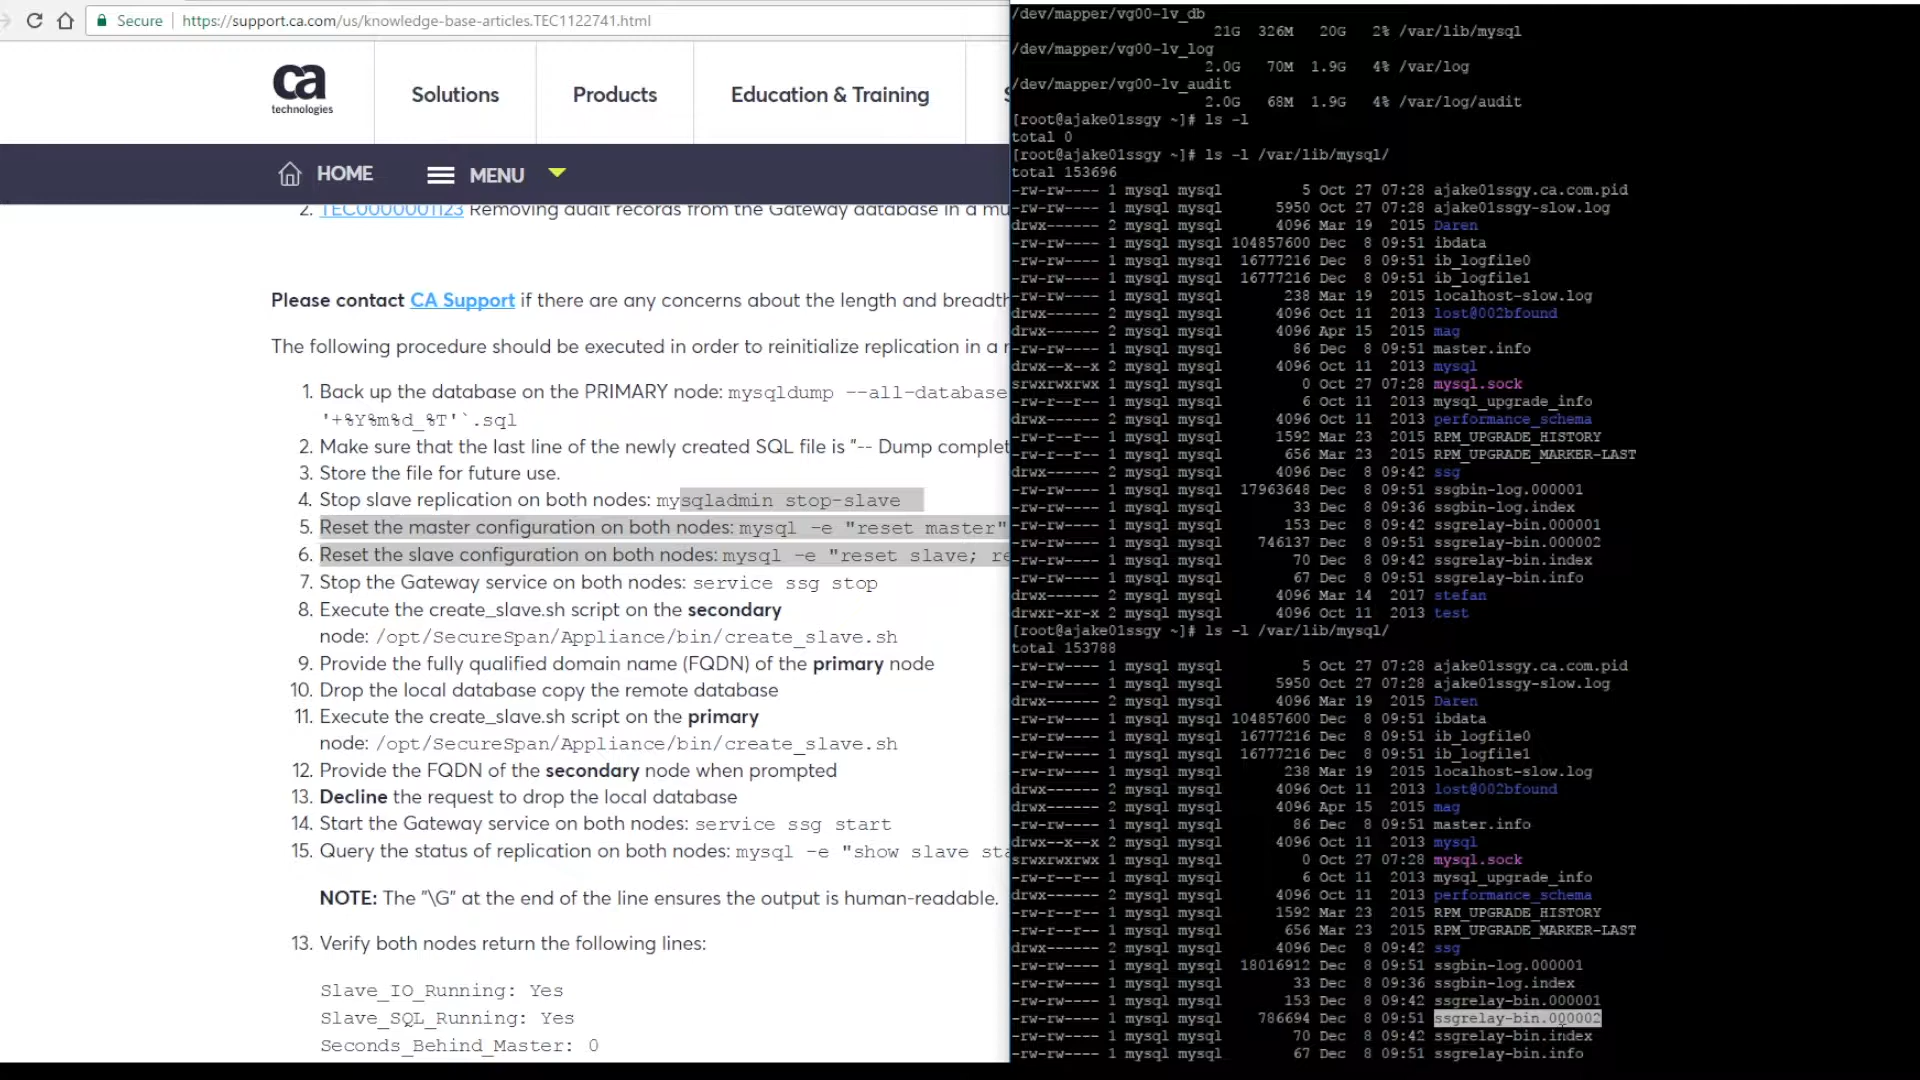 Secure https://support.ca.com/us/knowledge-base-articles.TEC1122741.html
ca
technologies
Solutions
Products
Education & Training
HOME
MENU
2. TEC0000001123 Removing audit records from the Gateway database in a mu
Please contact CA Support if there are any concerns about the length and breadth
The following procedure should be executed in order to reinitialize replication in a
1. Back up the database on the PRIMARY node: mysqldump --all-database
'+%Y%m%d_%T'`.sql
2. Make sure that the last line of the newly created SQL file is "-- Dump complet
3. Store the file for future use.
4. Stop slave replication on both nodes: mysqladmin stop-slave
5. Reset the master configuration on both nodes: mysql -e "reset master"
6. Reset the slave configuration on both nodes: mysql -e "reset slave; re
7. Stop the Gateway service on both nodes: service ssg stop
8. Execute the create_slave.sh script on the secondary
node: /opt/SecureSpan/Appliance/bin/create_slave.sh
9. Provide the fully qualified domain name (FQDN) of the primary node
10. Drop the local database copy the remote database
11. Execute the create_slave.sh script on the primary
node: /opt/SecureSpan/Appliance/bin/create_slave.sh
12. Provide the FQDN of the secondary node when prompted
13. Decline the request to drop the local database
14. Start the Gateway service on both nodes: service ssg start
15. Query the status of replication on both nodes: mysql -e "show slave sta
NOTE: The "\G" at the end of the line ensures the output is human-readable.
13. Verify both nodes return the following lines:
Slave_IO_Running: Yes
Slave_SQL_Running: Yes
Seconds_Behind_Master: 0
/dev/mapper/vg00-lv_db
21G 326M 20G 2% /var/lib/mysql
/dev/mapper/vg00-lv_log
2.0G 70M 1.9G 4% /var/log
/dev/mapper/vg00-lv_audit
2.0G 68M 1.9G 4% /var/log/audit
[root@ajake01ssgy ~]# ls -l
total 0
[root@ajake01ssgy ~]# ls -l /var/lib/mysql/
total 153696
-rw-rw---- 1 mysql mysql 5 Oct 27 07:28 ajake01ssgy.ca.com.pid
-rw-rw---- 1 mysql mysql 5950 Oct 27 07:28 ajake01ssgy-slow.log
drwx------ 2 mysql mysql 4096 Mar 19 2015 Daren
-rw-rw---- 1 mysql mysql 104857600 Dec 8 09:51 ibdata
-rw-rw---- 1 mysql mysql 16777216 Dec 8 09:51 ib_logfile0
-rw-rw---- 1 mysql mysql 16777216 Dec 8 09:51 ib_logfile1
-rw-rw---- 1 mysql mysql 238 Mar 19 2015 localhost-slow.log
drwx------ 2 mysql mysql 4096 Oct 11 2013 lost@002bfound
drwx------ 2 mysql mysql 4096 Apr 15 2015 mag
-rw-rw---- 1 mysql mysql 86 Dec 8 09:51 master.info
drwx--x--x 2 mysql mysql 4096 Oct 11 2013 mysql
srwxrwxrwx 1 mysql mysql 0 Oct 27 07:28 mysql.sock
-rw-r--r-- 1 mysql mysql 6 Oct 11 2013 mysql_upgrade_info
drwx------ 2 mysql mysql 4096 Oct 11 2013 performance_schema
-rw-r--r-- 1 mysql mysql 1592 Mar 23 2015 RPM_UPGRADE_HISTORY
-rw-r--r-- 1 mysql mysql 656 Mar 23 2015 RPM_UPGRADE_MARKER-LAST
drwx------ 2 mysql mysql 4096 Dec 8 09:42 ssg
-rw-rw---- 1 mysql mysql 17963648 Dec 8 09:51 ssgbin-log.000001
-rw-rw---- 1 mysql mysql 33 Dec 8 09:36 ssgbin-log.index
-rw-rw---- 1 mysql mysql 153 Dec 8 09:42 ssgrelay-bin.000001
-rw-rw---- 1 mysql mysql 746137 Dec 8 09:51 ssgrelay-bin.000002
-rw-rw---- 1 mysql mysql 70 Dec 8 09:42 ssgrelay-bin.index
-rw-rw---- 1 mysql mysql 67 Dec 8 09:51 ssgrelay-bin.info
drwx------ 2 mysql mysql 4096 Mar 14 2017 stefan
drwxr-xr-x 2 mysql mysql 4096 Oct 11 2013 test
[root@ajake01ssgy ~]# ls -l /var/lib/mysql/
total 153788
-rw-rw---- 1 mysql mysql 5 Oct 27 07:28 ajake01ssgy.ca.com.pid
-rw-rw---- 1 mysql mysql 5950 Oct 27 07:28 ajake01ssgy-slow.log
drwx------ 2 mysql mysql 4096 Mar 19 2015 Daren
-rw-rw---- 1 mysql mysql 104857600 Dec 8 09:51 ibdata
-rw-rw---- 1 mysql mysql 16777216 Dec 8 09:51 ib_logfile0
-rw-rw---- 1 mysql mysql 16777216 Dec 8 09:51 ib_logfile1
-rw-rw---- 1 mysql mysql 238 Mar 19 2015 localhost-slow.log
drwx------ 2 mysql mysql 4096 Oct 11 2013 lost@002bfound
drwx------ 2 mysql mysql 4096 Apr 15 2015 mag
-rw-rw---- 1 mysql mysql 86 Dec 8 09:51 master.info
drwx--x--x 2 mysql mysql 4096 Oct 11 2013 mysql
srwxrwxrwx 1 mysql mysql 0 Oct 27 07:28 mysql.sock
-rw-r--r-- 1 mysql mysql 6 Oct 11 2013 mysql_upgrade_info
drwx------ 2 mysql mysql 4096 Oct 11 2013 performance_schema
-rw-r--r-- 1 mysql mysql 1592 Mar 23 2015 RPM_UPGRADE_HISTORY
-rw-r--r-- 1 mysql mysql 656 Mar 23 2015 RPM_UPGRADE_MARKER-LAST
drwx------ 2 mysql mysql 4096 Dec 8 09:42 ssg
-rw-rw---- 1 mysql mysql 18016912 Dec 8 09:51 ssgbin-log.000001
-rw-rw---- 1 mysql mysql 33 Dec 8 09:36 ssgbin-log.index
-rw-rw---- 1 mysql mysql 153 Dec 8 09:42 ssgrelay-bin.000001
-rw-rw---- 1 mysql mysql 786694 Dec 8 09:51 ssgrelay-bin.000002
-rw-rw---- 1 mysql mysql 70 Dec 8 09:42 ssgrelay-bin.index
-rw-rw---- 1 mysql mysql 67 Dec 8 09:51 ssgrelay-bin.info